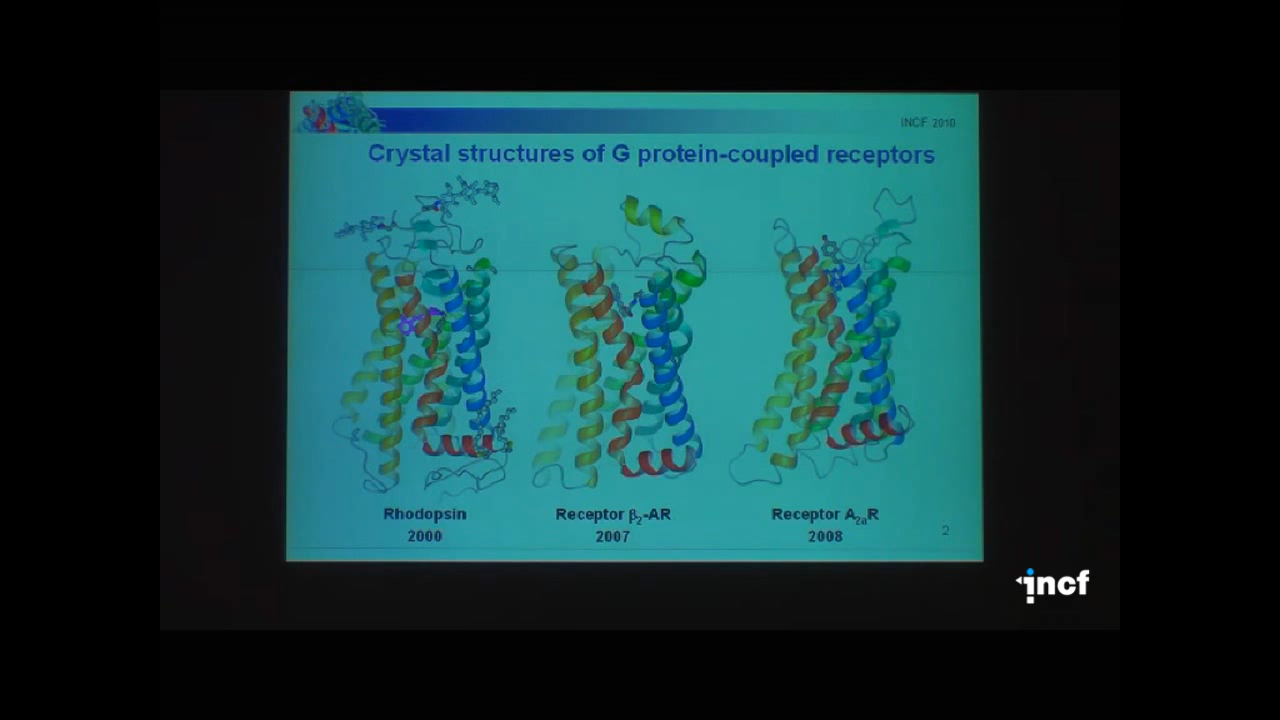 INCF 2010
Crystal structures of G protein-coupled receptors
Rhodopsin
2000
Receptor β₂-AR
2007
Receptor A₂ₐR
2008
2
incf